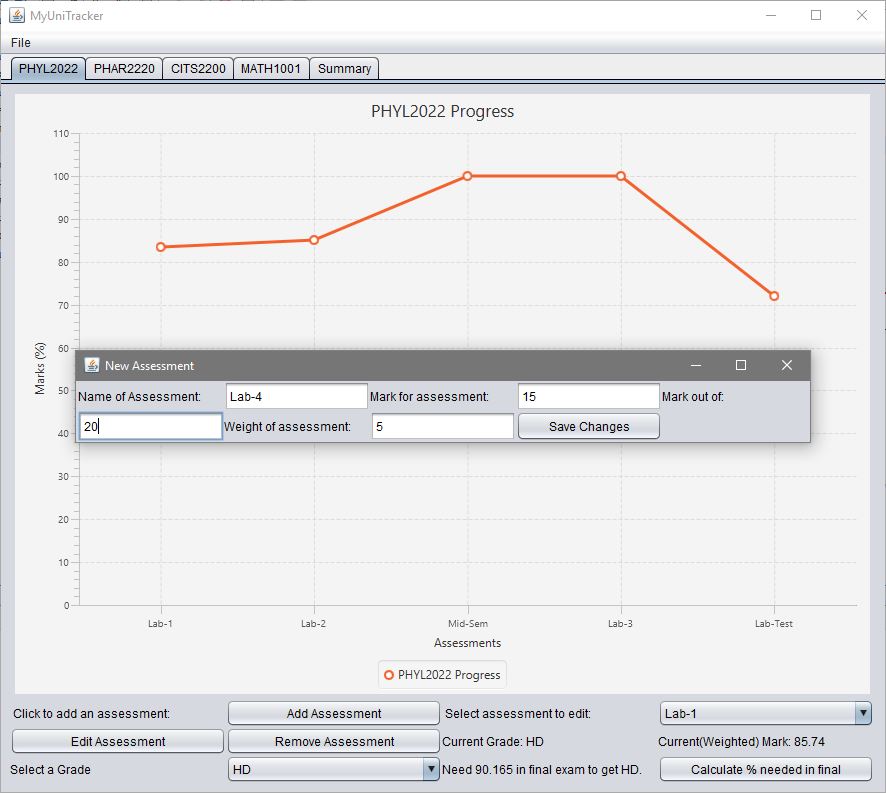 MyUniTracker
File
PHYL2022 PHAR2220 CITS2200 MATH1001 Summary
PHYL2022 Progress
110
100
90
80
70
60
50
40
30
20
10
0
Marks (%)
New Assessment
Name of Assessment: Lab-4 Mark for assessment: 15 Mark out of:
20 Weight of assessment: 5 Save Changes
Lab-1 Lab-2 Mid-Sem Lab-3 Lab-Test
Assessments
PHYL2022 Progress
Click to add an assessment: Add Assessment Select assessment to edit: Lab-1
Edit Assessment Remove Assessment Current Grade: HD Current(Weighted) Mark: 85.74
Select a Grade HD Need 90.165 in final exam to get HD. Calculate % needed in final